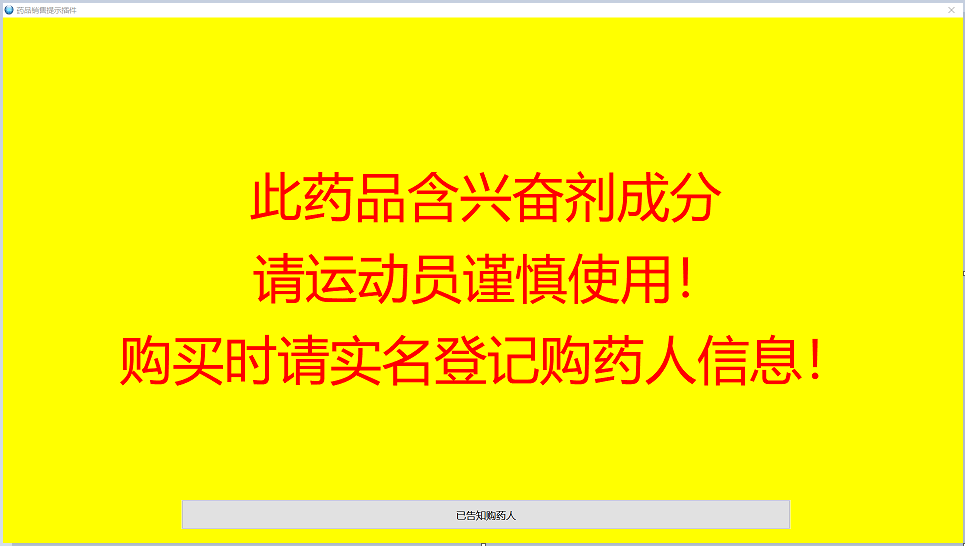 药品销售提示插件
此药品含兴奋剂成分
请运动员谨慎使用！
购买时请实名登记购药人信息！
已告知购药人